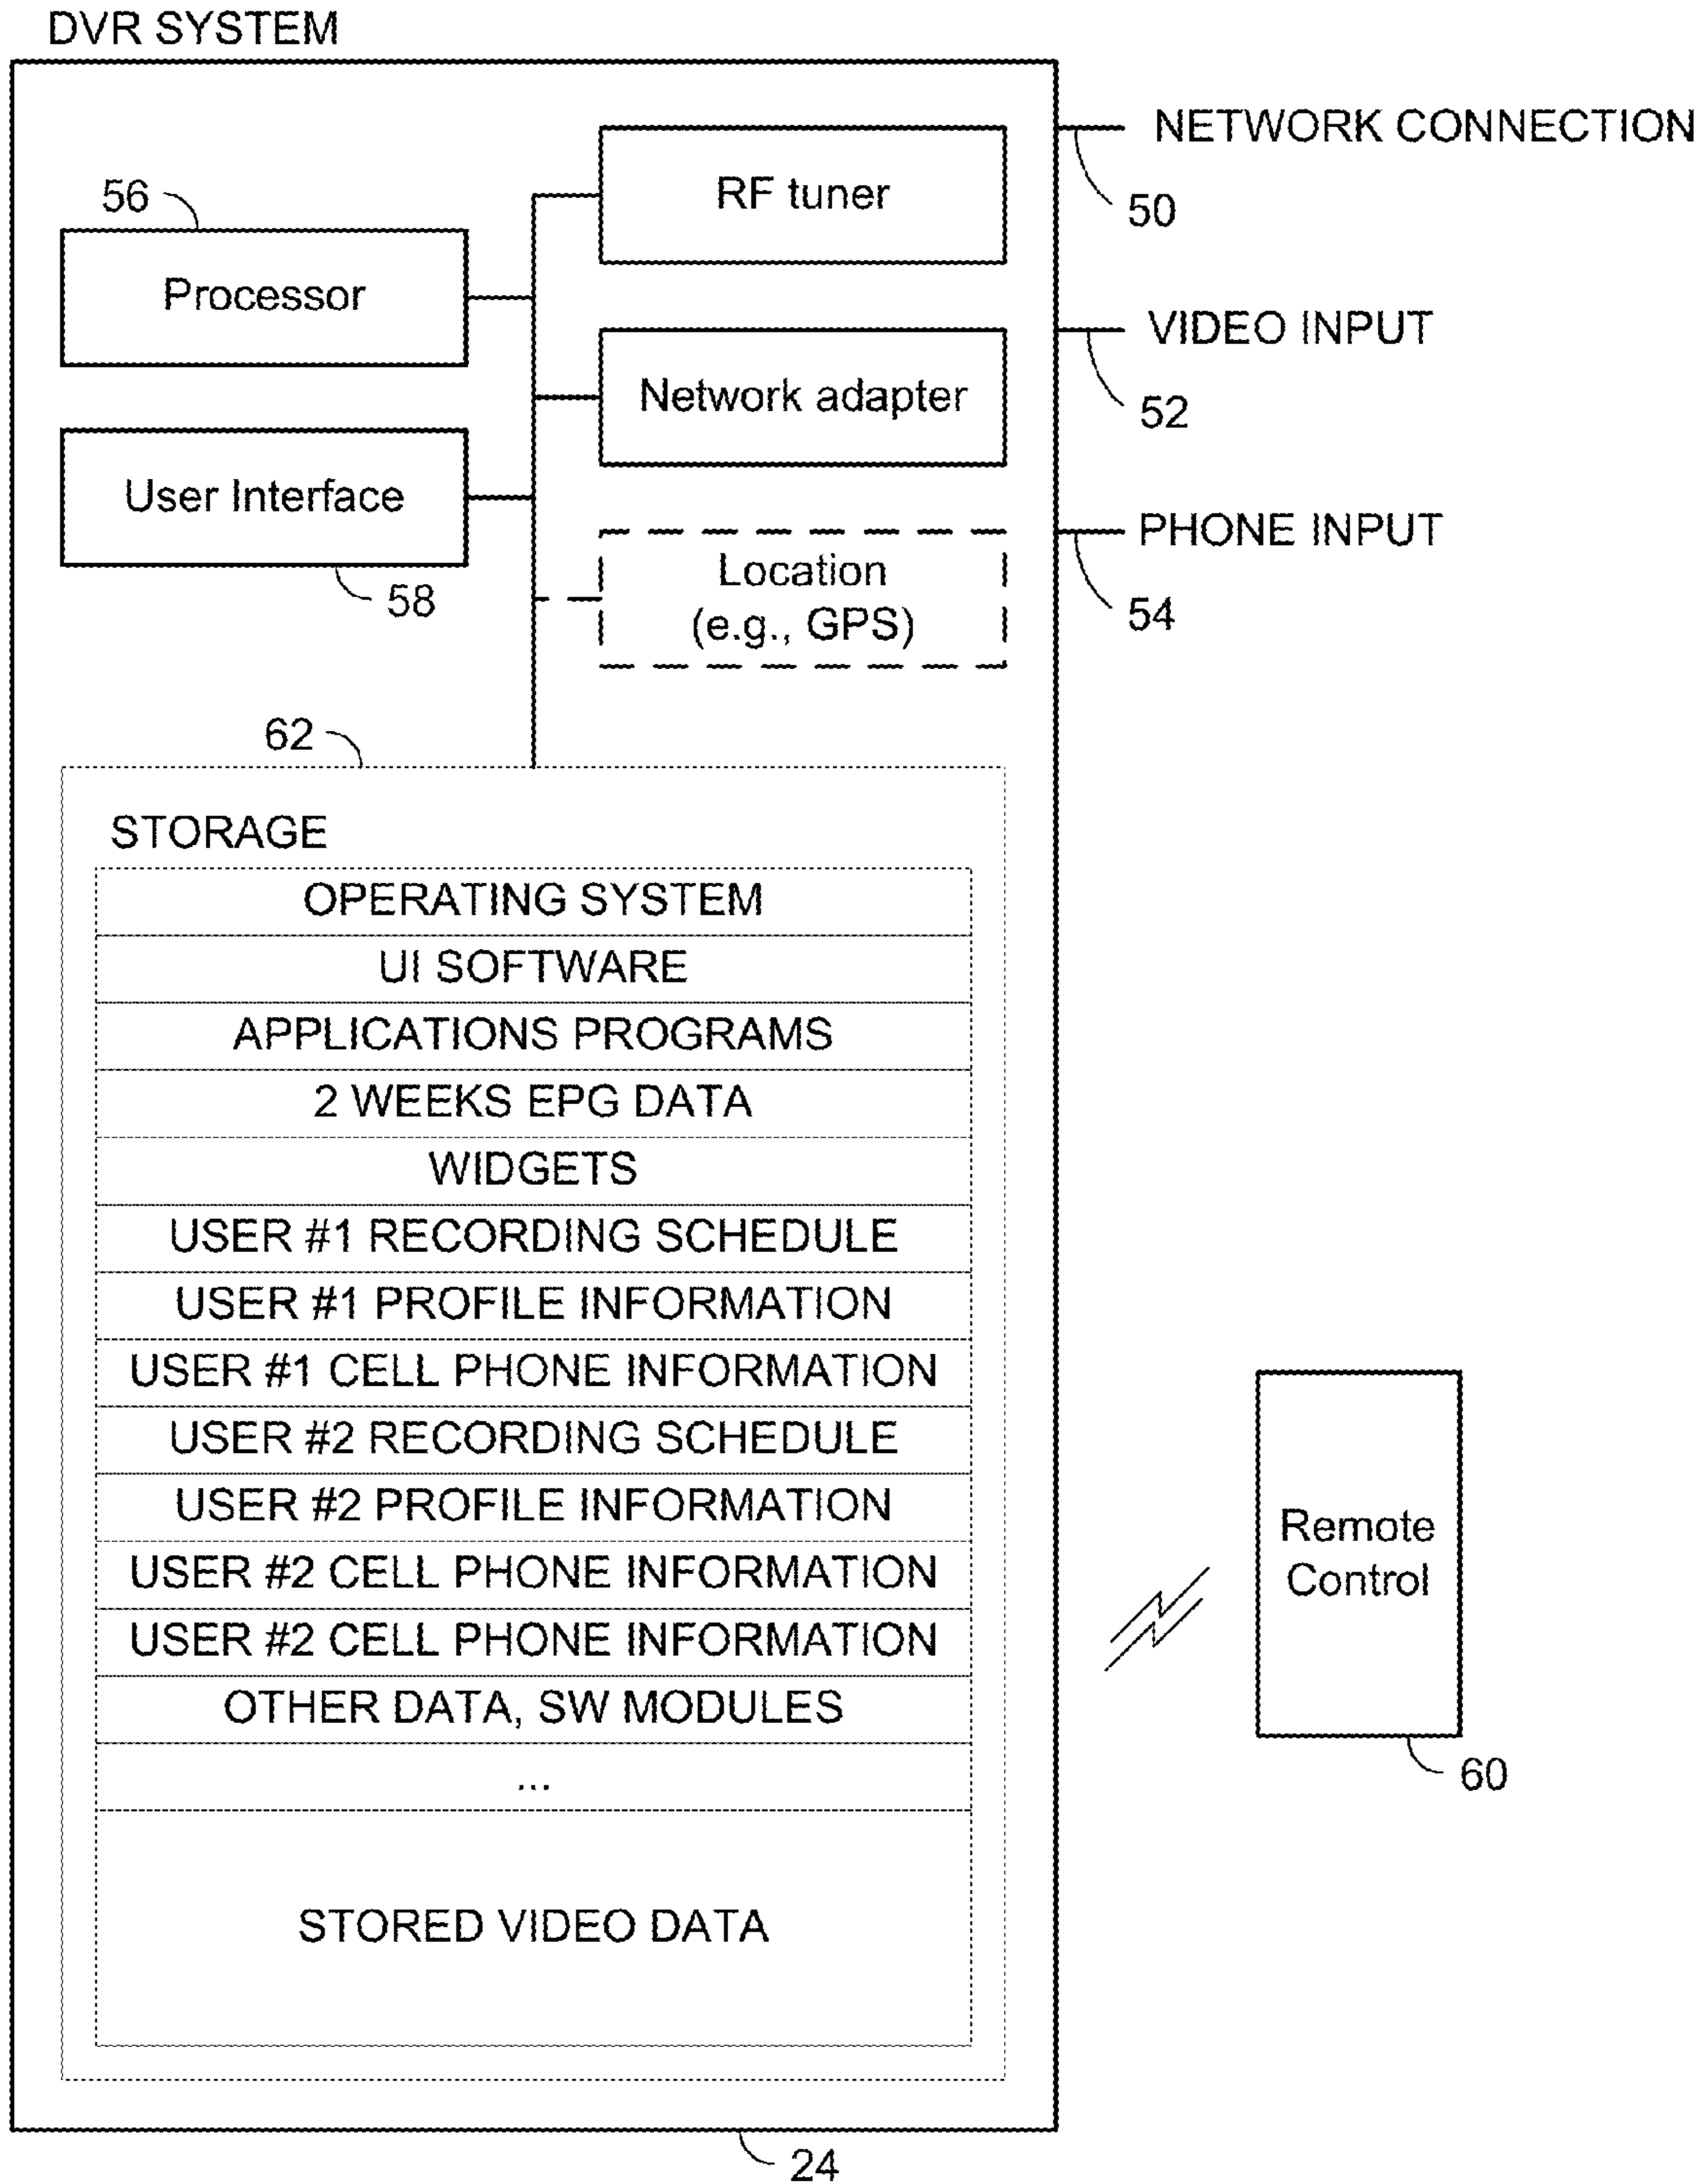 DVR SYSTEM
NETWORK CONNECTION
50
RF tuner
56
Processor
VIDEO INPUT
52
Network adapter
User Interface
58
PHONE INPUT
54
Location
(e.g., GPS)
62
STORAGE
OPERATING SYSTEM
UI SOFTWARE
APPLICATIONS PROGRAMS
2 WEEKS EPG DATA
WIDGETS
USER #1 RECORDING SCHEDULE
USER #1 PROFILE INFORMATION
USER #1 CELL PHONE INFORMATION
USER #2 RECORDING SCHEDULE
USER #2 PROFILE INFORMATION
USER #2 CELL PHONE INFORMATION
USER #2 CELL PHONE INFORMATION
OTHER DATA, SW MODULES
...
STORED VIDEO DATA
Remote
Control
60
24